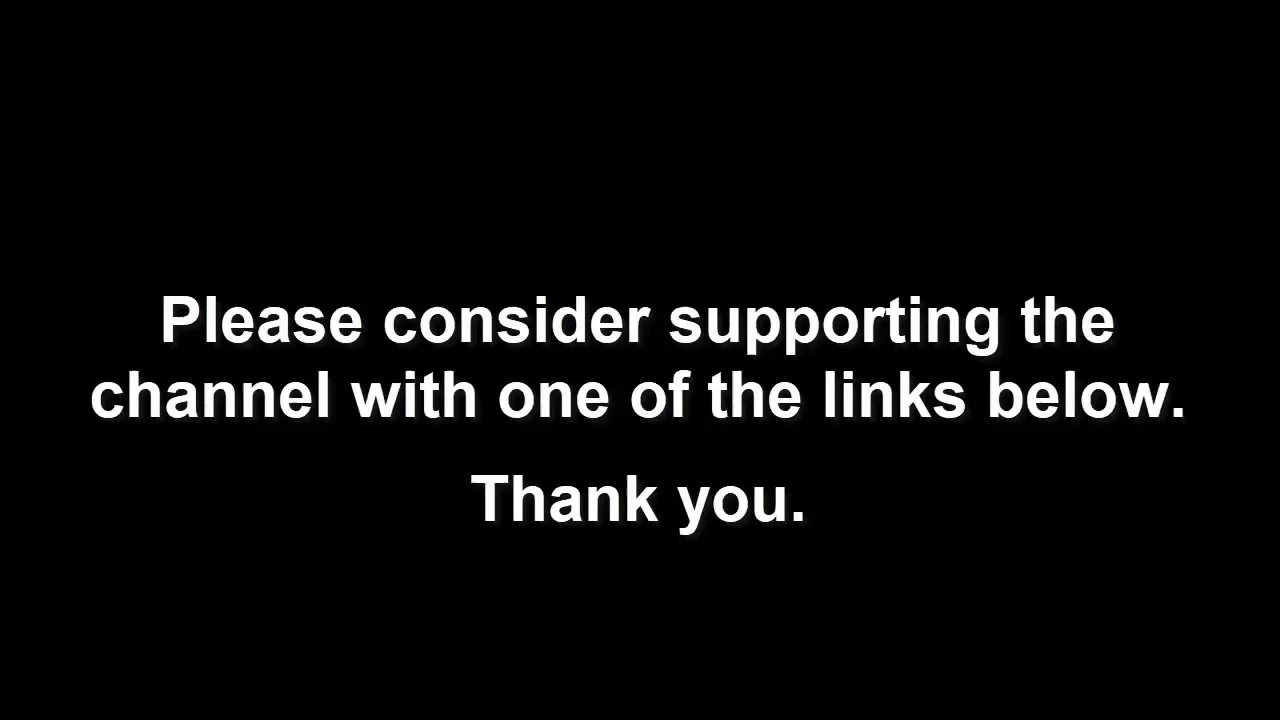 Please consider supporting the
channel with one of the links below.
Thank you.